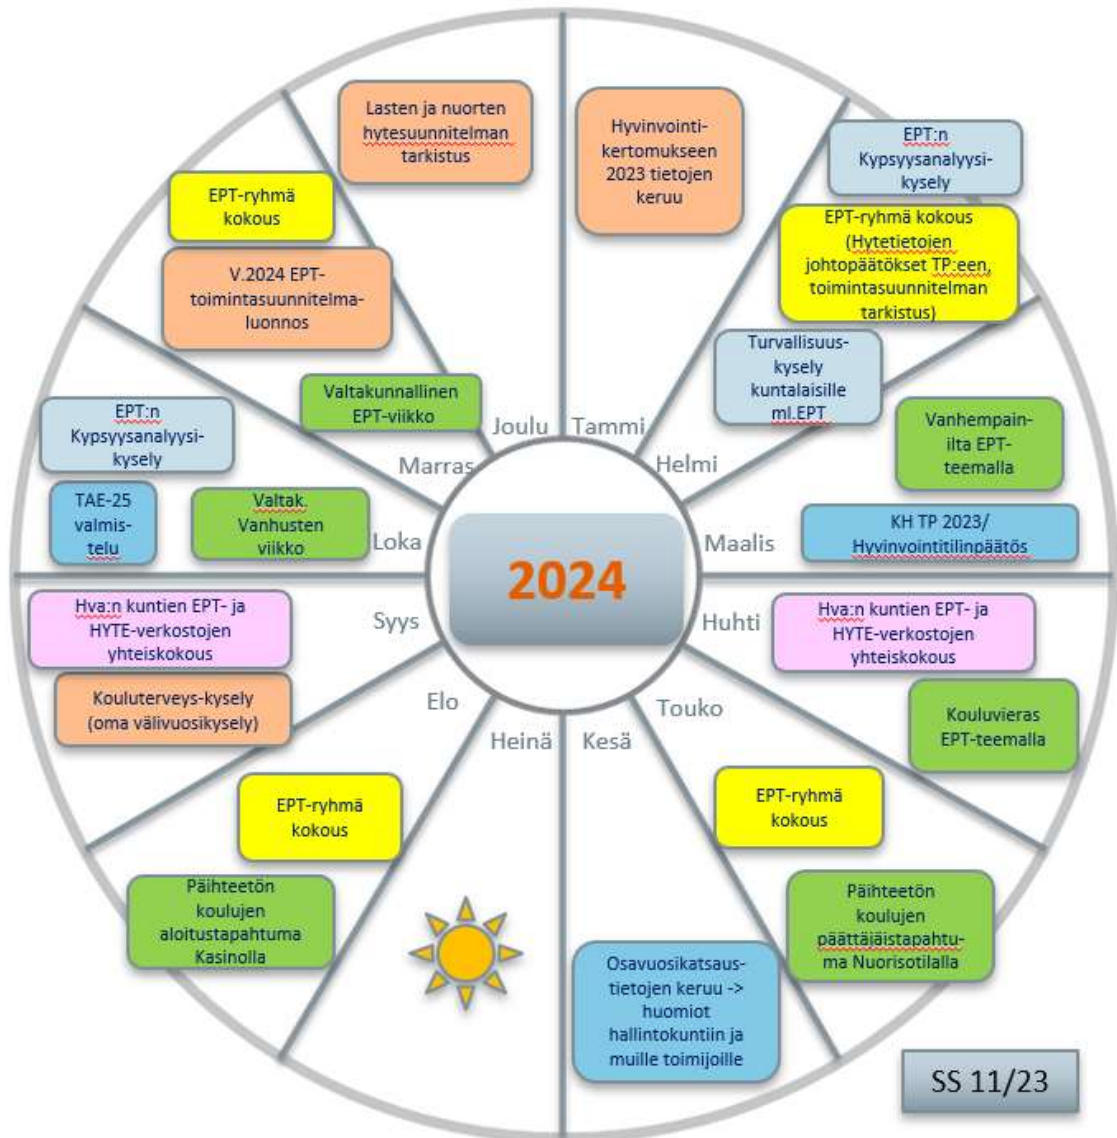 Hyvinvointi-
kertomukseen
2023 tietojen
keruu
Tammi
EPT:n
Kypsyysanalyysi-
kysely
EPT-ryhmä kokous
(Hytetietojen
johtopäätökset TP:een,
toimintasuunnitelman
tarkistus)
Turvallisuus-
kysely
kuntalaisille
ml.EPT
Helmi
Vanhempain-
ilta EPT-
teemalla
KH TP 2023/
Hyvinvointitilinpäätös
Maalis
Huhti
Hva:n kuntien EPT- ja
HYTE-verkostojen
yhteiskokous
Kouluvieras
EPT-teemalla
Touko
EPT-ryhmä
kokous
Päihteetön
koulujen
päättäjäistapahtu-
ma Nuorisotilalla
Kesä
Osavuosikatsaus-
tietojen keruu ->
huomiot
hallintokuntiin ja
muille toimijoille
Heinä
Elo
EPT-ryhmä
kokous
Päihteetön
koulujen
aloitustapahtuma
Kasinolla
Syys
Hva:n kuntien EPT- ja
HYTE-verkostojen
yhteiskokous
Kouluterveys-kysely
(oma välivuosikysely)
Loka
EPT:n
Kypsyysanalyysi-
kysely
TAE-25
valmis-
telu
Valtak.
Vanhusten
viikko
Marras
EPT-ryhmä
kokous
V.2024 EPT-
toimintasuunnitelma-
luonnos
Valtakunnallinen
EPT-viikko
Joulu
Lasten ja nuorten
hytesuunnitelman
tarkistus
2024
SS 11/23